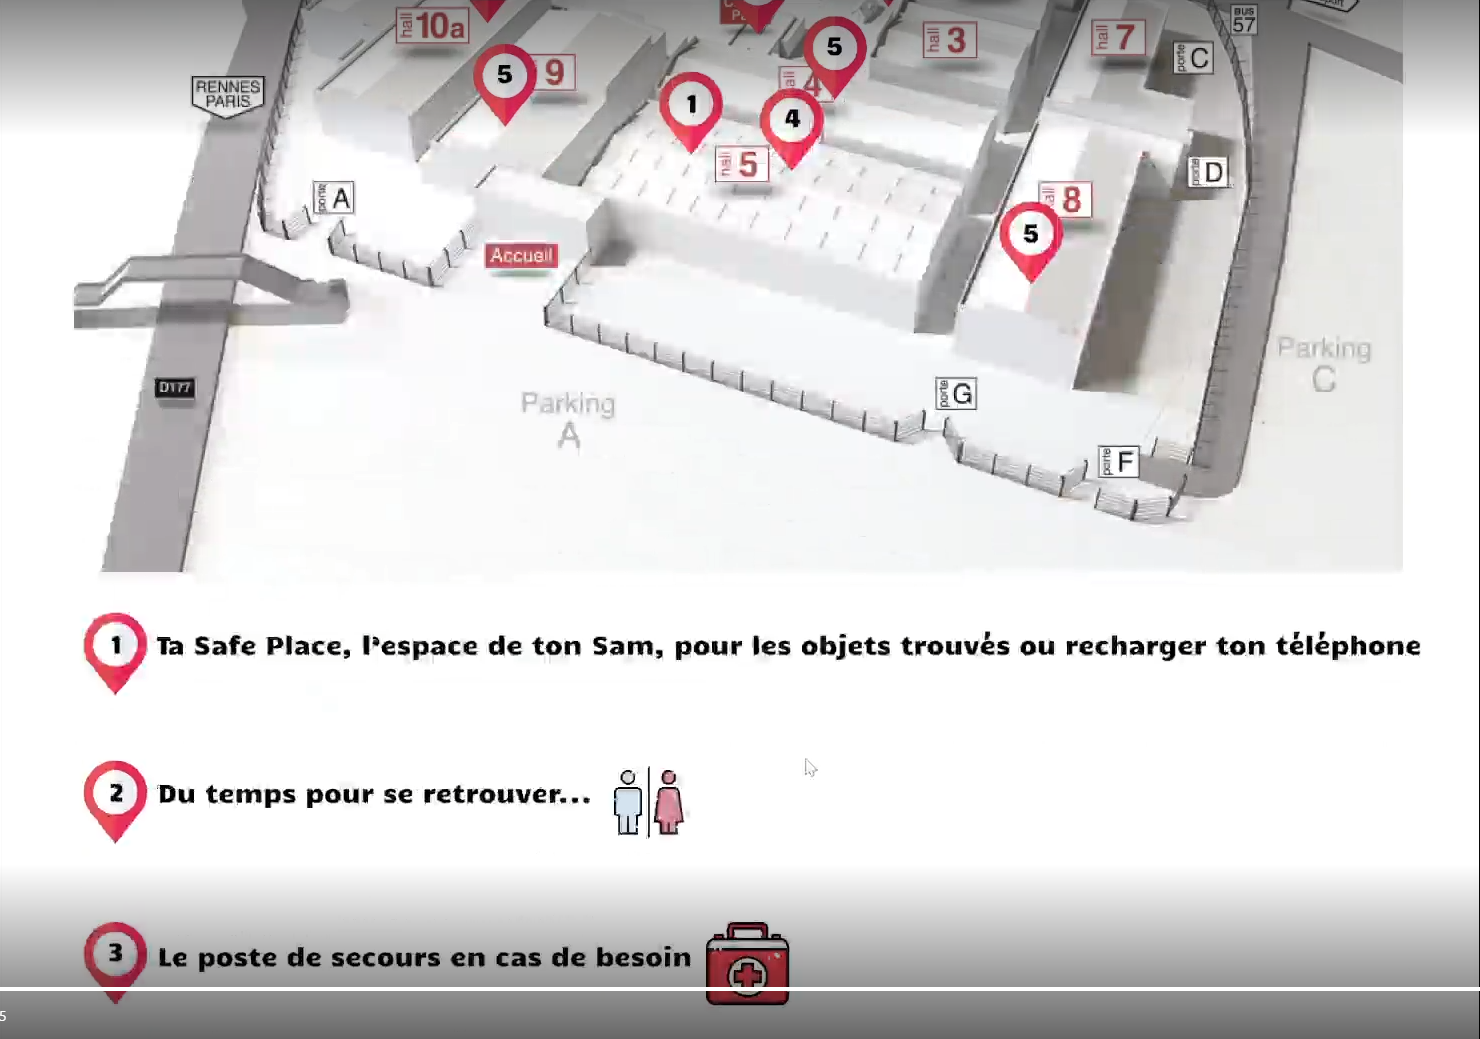 hall 10a
hall 3
hall 7
BUS
57
porte C
5
5
9
RENNES
PARIS
1
4
4
hall 5
porte D
porte A
hall 8
5
Accueil
Parking
C
D177
porte G
Parking
A
porte F
1 Ta Safe Place, l'espace de ton Sam, pour les objets trouvés ou recharger ton téléphone
2 Du temps pour se retrouver...
3 Le poste de secours en cas de besoin
5